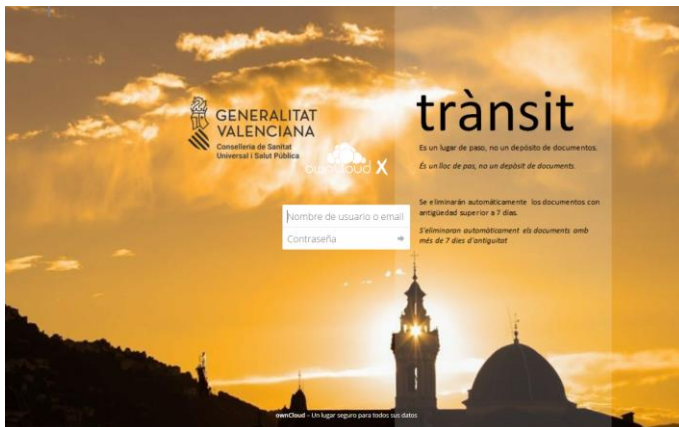 GENERALITAT
VALENCIANA
Conselleria de Sanitat
Universal i Salut Pública
ownCloud X
Nombre de usuario o email
Contraseña
trànsit
Es un lugar de paso, no un depósito de documentos.
És un lloc de pas, no un depàsit de documents.
Se eliminarán automáticamente los documentos con
antigüedad superior a 7 días.
S'eliminaran automàticament els documents amb
més de 7 dies d'antiguitat
ownCloud – Un lugar seguro para todos sus datos